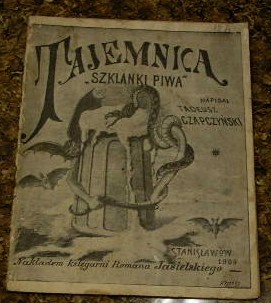 TAJEMNICA
„SZKLANKI PIWA”
NAPISAŁ
TADEUSZ
CZAPCZYŃSKI
STANISŁAWÓW
1909
Nakładem księgarni Romana Jasielskiego